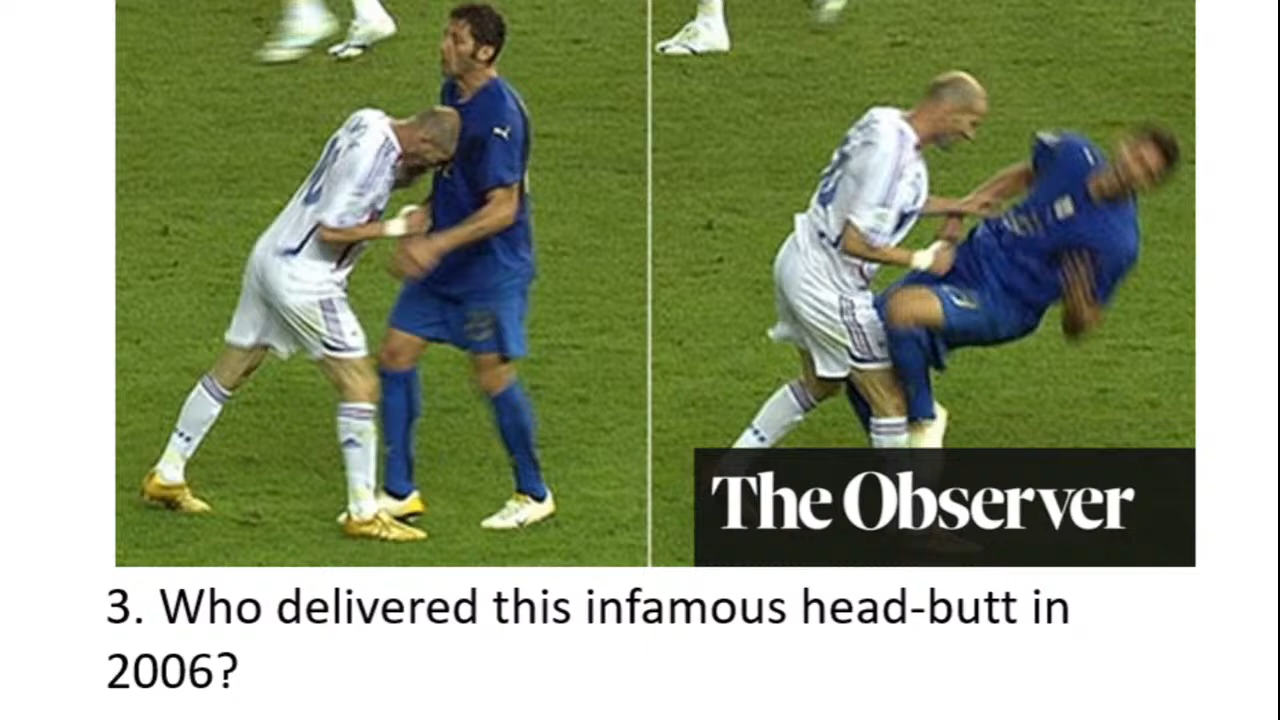 The Observer
3. Who delivered this infamous head-butt in
2006?